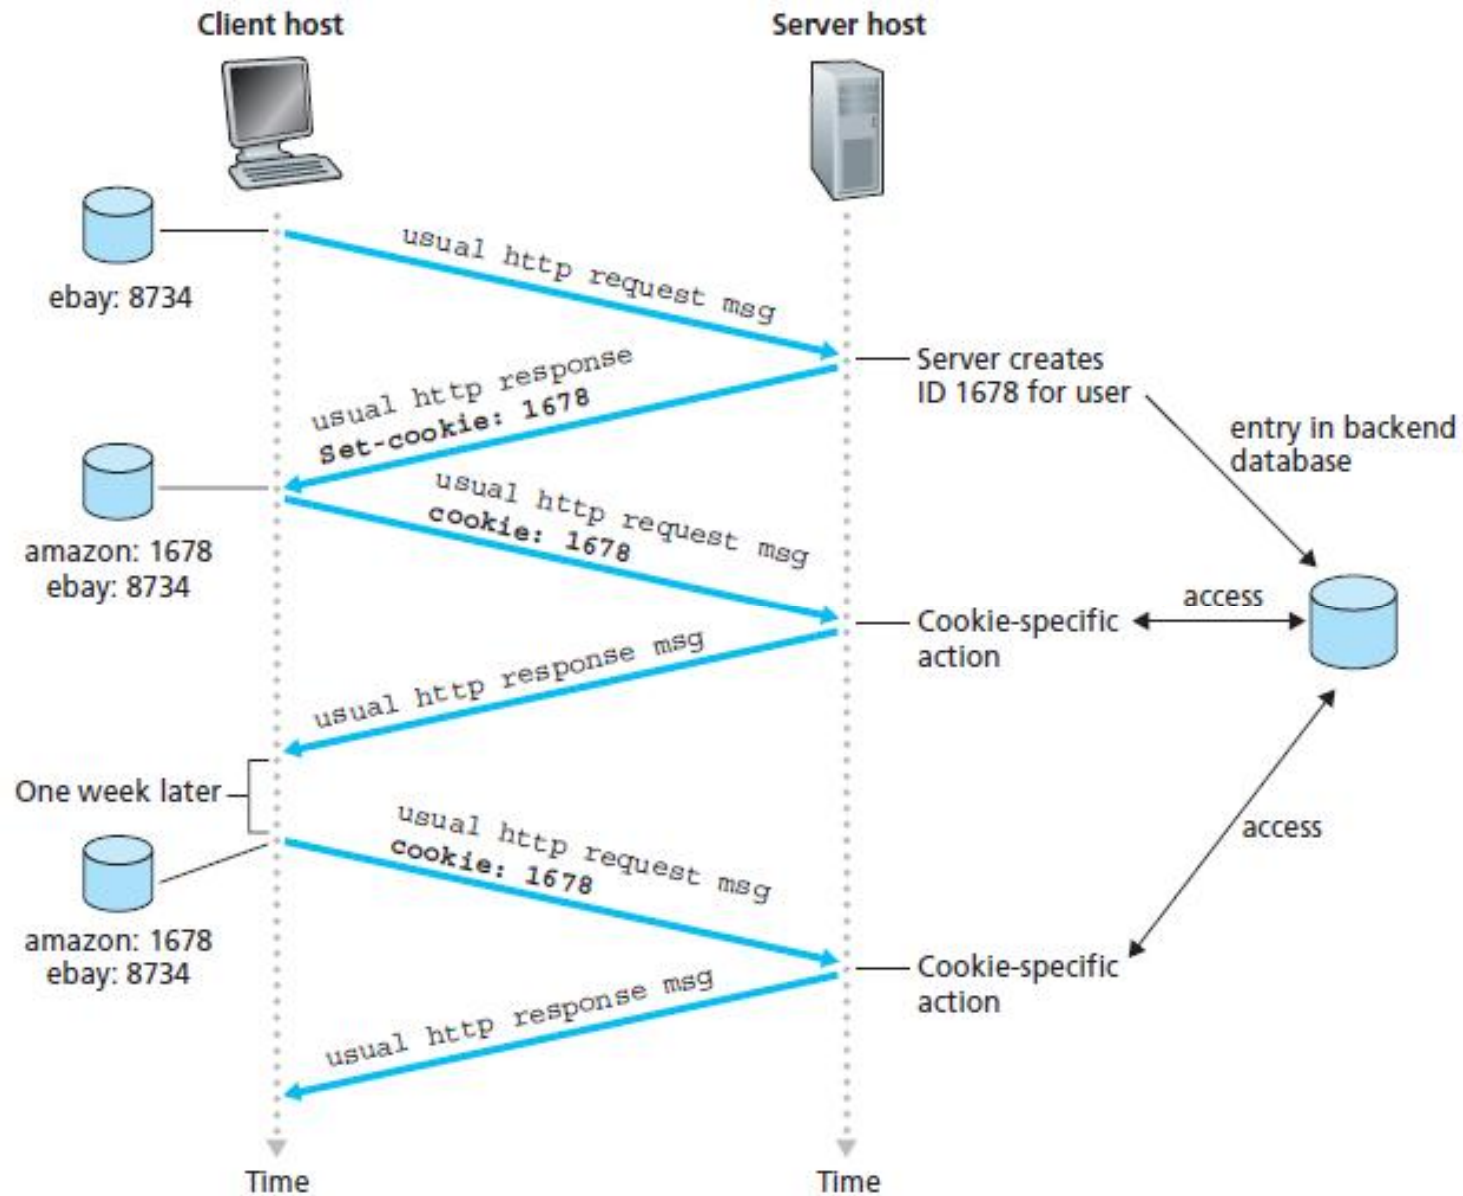 Client host
Server host
ebay: 8734
usual http request msg
Server creates
ID 1678 for user
usual http response
Set-cookie: 1678
entry in backend
database
amazon: 1678
ebay: 8734
usual http request msg
cookie: 1678
access
Cookie-specific
action
usual http response msg
One week later
usual http request msg
cookie: 1678
access
amazon: 1678
ebay: 8734
Cookie-specific
action
usual http response msg
Time
Time